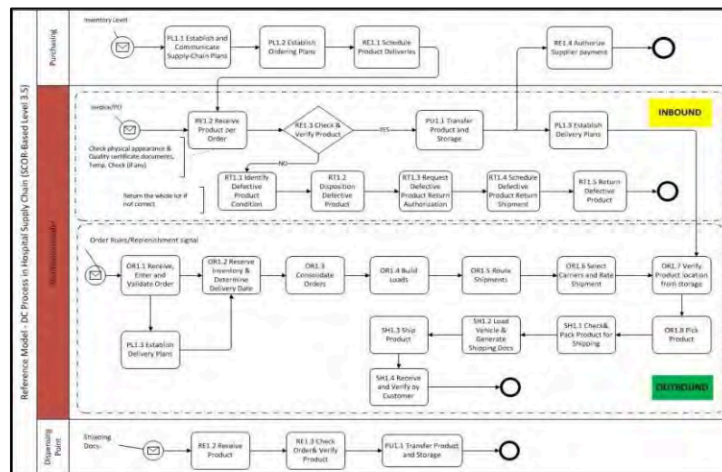 Reference Model - DC Process in Hospital Supply Chain (SCOR-Based Level 3.5)
Purchasing
Inventory Level
PL1.1 Establish and
Communicate
Supply-Chain Plans
PL1.2 Establish
Ordering Plans
RE1.1 Schedule
Product Deliveries
RE1.4 Authorize
Supplier payment
Invoice/PO
RE1.2 Receive
Product per
Order
RE1.3 Check &
Verify Product
YES
NO
PU1.1 Transfer
Product and
Storage
PL1.3 Establish
Delivery Plans
INBOUND
Check physical appearance &
Quality certificate documents,
Temp. Check (if any)
Return the whole lot if
not correct
RT1.1 Identify
Defective
Product
Condition
RT1.2
Disposition
Defective
Product
RT1.3 Request
Defective
Product Return
Authorization
RT1.4 Schedule
Defective
Product Return
Shipment
RT1.5 Return
Defective
Product
Order Rules/Replenishment signal
OR1.1 Receive,
Enter and
Validate Order
OR1.2 Reserve
Inventory &
Determine
Delivery Date
OR1.3
Consolidate
Orders
OR1.4 Build
Loads
OR1.5 Route
Shipments
OR1.6 Select
Carriers and Rate
Shipment
OR1.7 Verify
Product location
from storage
PL1.3 Establish
Delivery Plans
SH1.3 Ship
Product
SH1.2 Load
Vehicle &
Generate
Shipping Docs
SH1.1 Check&
Pack Product for
Shipping
OR1.8 Pick
Product
SH1.4 Receive
and Verify by
Customer
OUTBOUND
Dispensing
Point
Shipping
Docs.
RE1.2 Receive
Product
RE1.3 Check
Order& Verify
Product
PU1.1 Transfer Product
and Storage